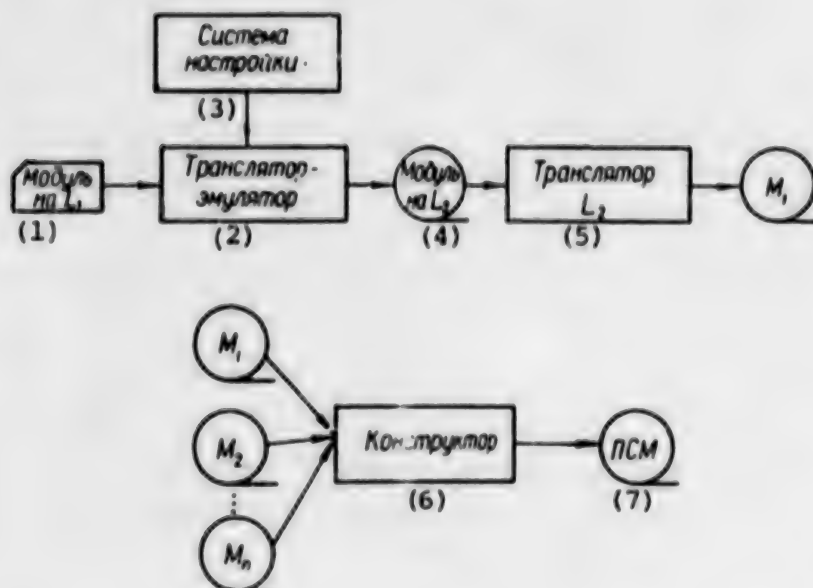 Система
настройки
(3)
Модуль
на L₁
(1)
Транслятор-
эмулятор
(2)
Модуль
на L₂
(4)
Транслятор
L₂
(5)
M₁
M₁
M₂
Mₙ
Конструктор
(6)
ПСМ
(7)